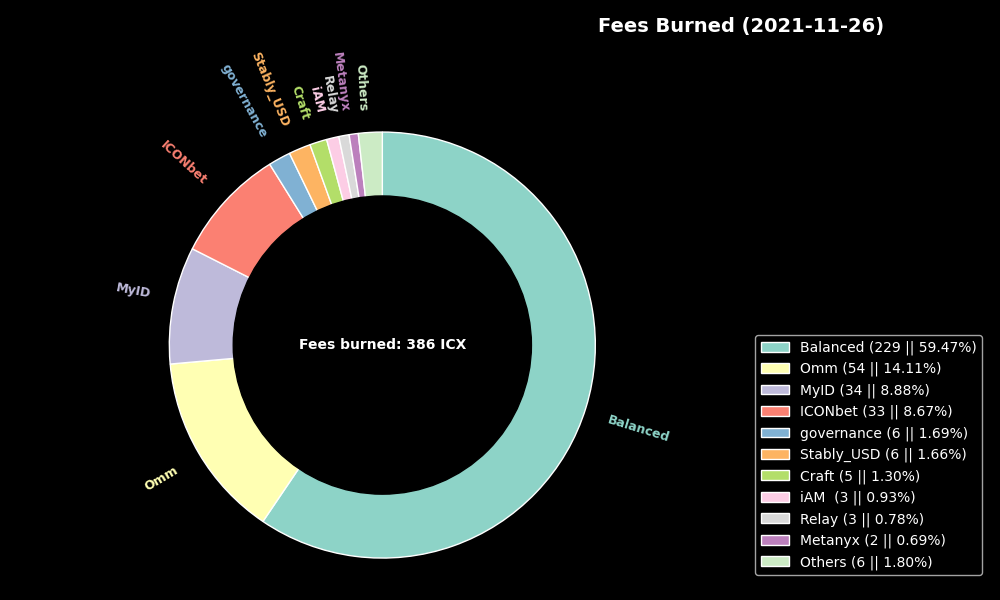 Fees Burned (2021-11-26)
governance
Stably_USD
Craft
iAM
Relay
Metanyx
Others
ICONbet
MyID
Omm
Balanced
Fees burned: 386 ICX
Balanced (229 || 59.47%)
Omm (54 || 14.11%)
MyID (34 || 8.88%)
ICONbet (33 || 8.67%)
governance (6 || 1.69%)
Stably_USD (6 || 1.66%)
Craft (5 || 1.30%)
iAM  (3 || 0.93%)
Relay (3 || 0.78%)
Metanyx (2 || 0.69%)
Others (6 || 1.80%)